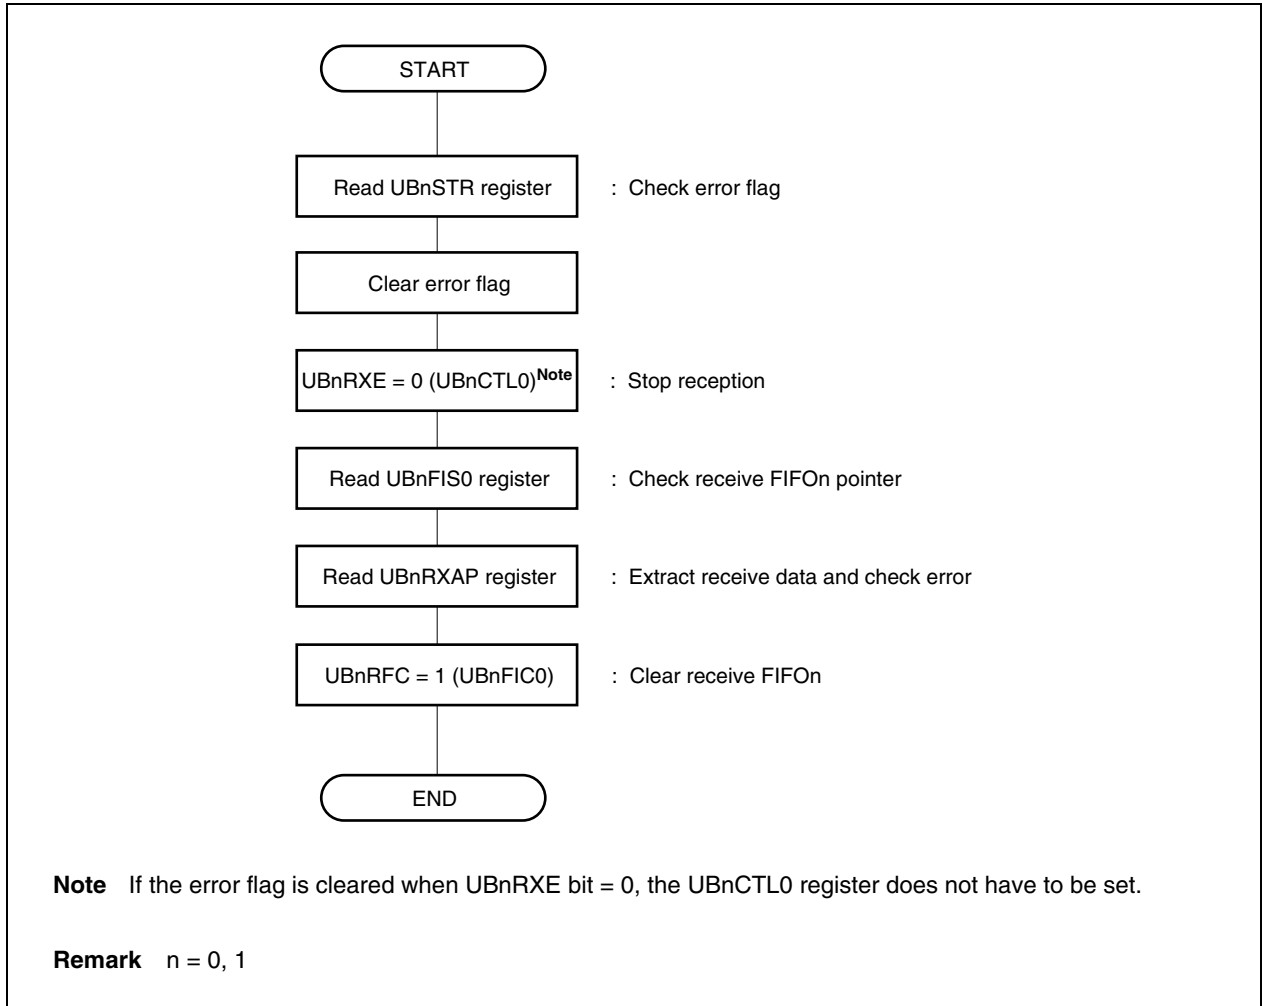 START
Read UBnSTR register : Check error flag
Clear error flag
UBnRXE = 0 (UBnCTL0)Note : Stop reception
Read UBnFIS0 register : Check receive FIFOn pointer
Read UBnRXAP register : Extract receive data and check error
UBnRFC = 1 (UBnFIC0) : Clear receive FIFOn
END
Note If the error flag is cleared when UBnRXE bit = 0, the UBnCTL0 register does not have to be set.
Remark n = 0, 1